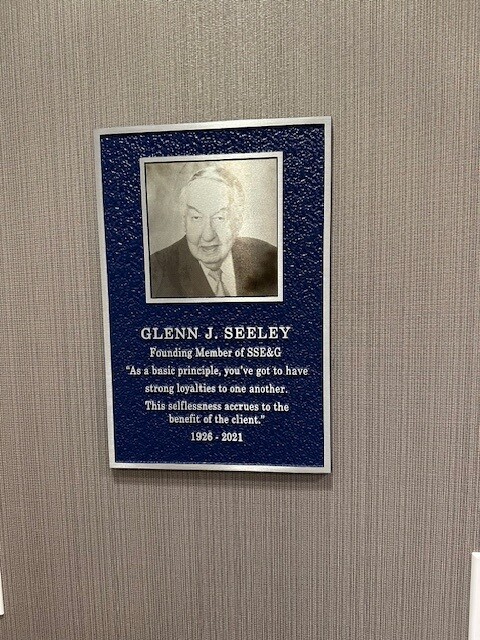 GLENN J. SEELEY
Founding Member of SSE&G
"As a basic principle, you've got to have
strong loyalties to one another.
This selflessness accrues to the
benefit of the client."
1926 - 2021